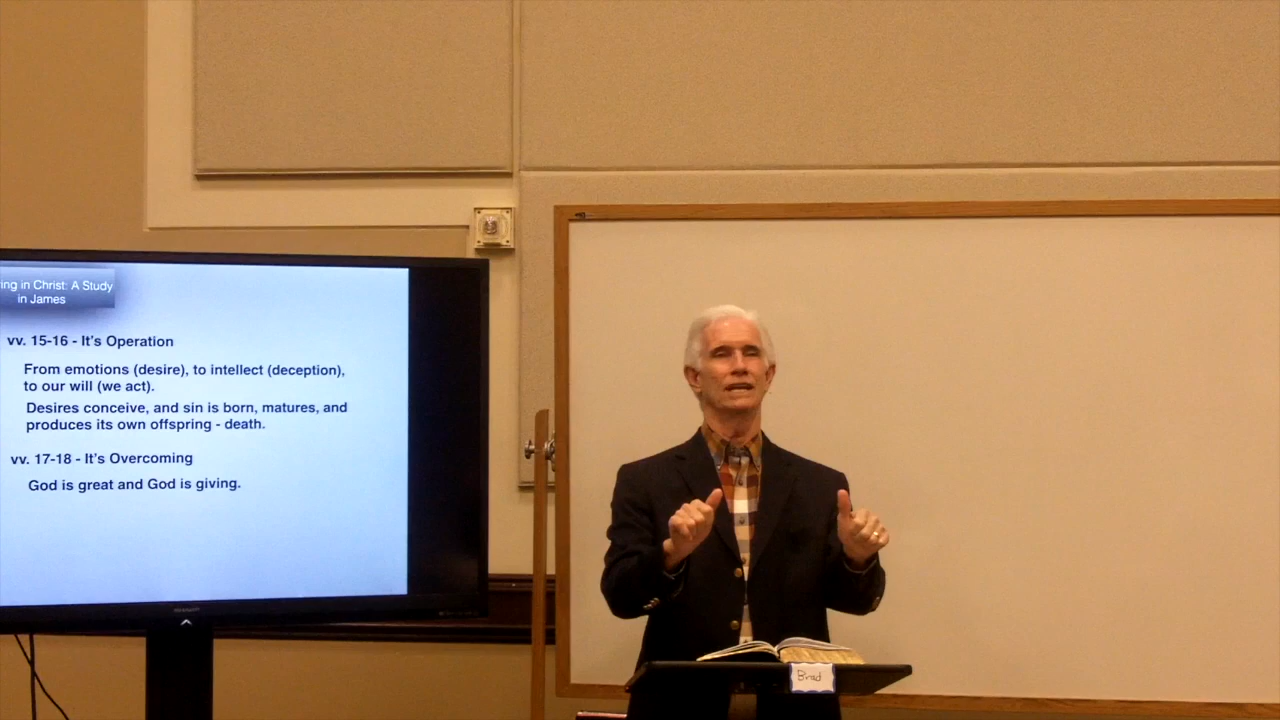 ing in Christ: A Study
in James
vv. 15-16 - It's Operation
From emotions (desire), to intellect (deception),
to our will (we act).
Desires conceive, and sin is born, matures, and
produces its own offspring - death.
vv. 17-18 - It's Overcoming
God is great and God is giving.
Brad